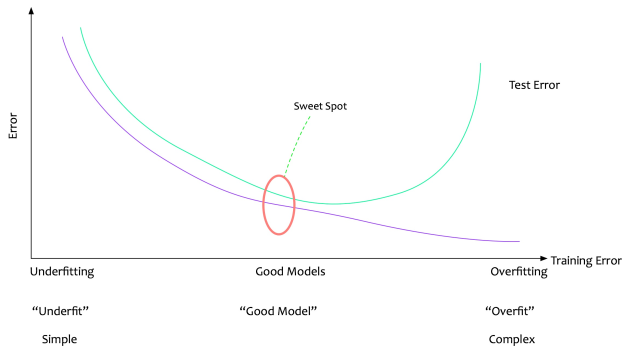 Test Error
Sweet Spot
Error
Training Error
Underfitting
Good Models
Overfitting
“Underfit”
“Good Model”
“Overfit”
Simple
Complex